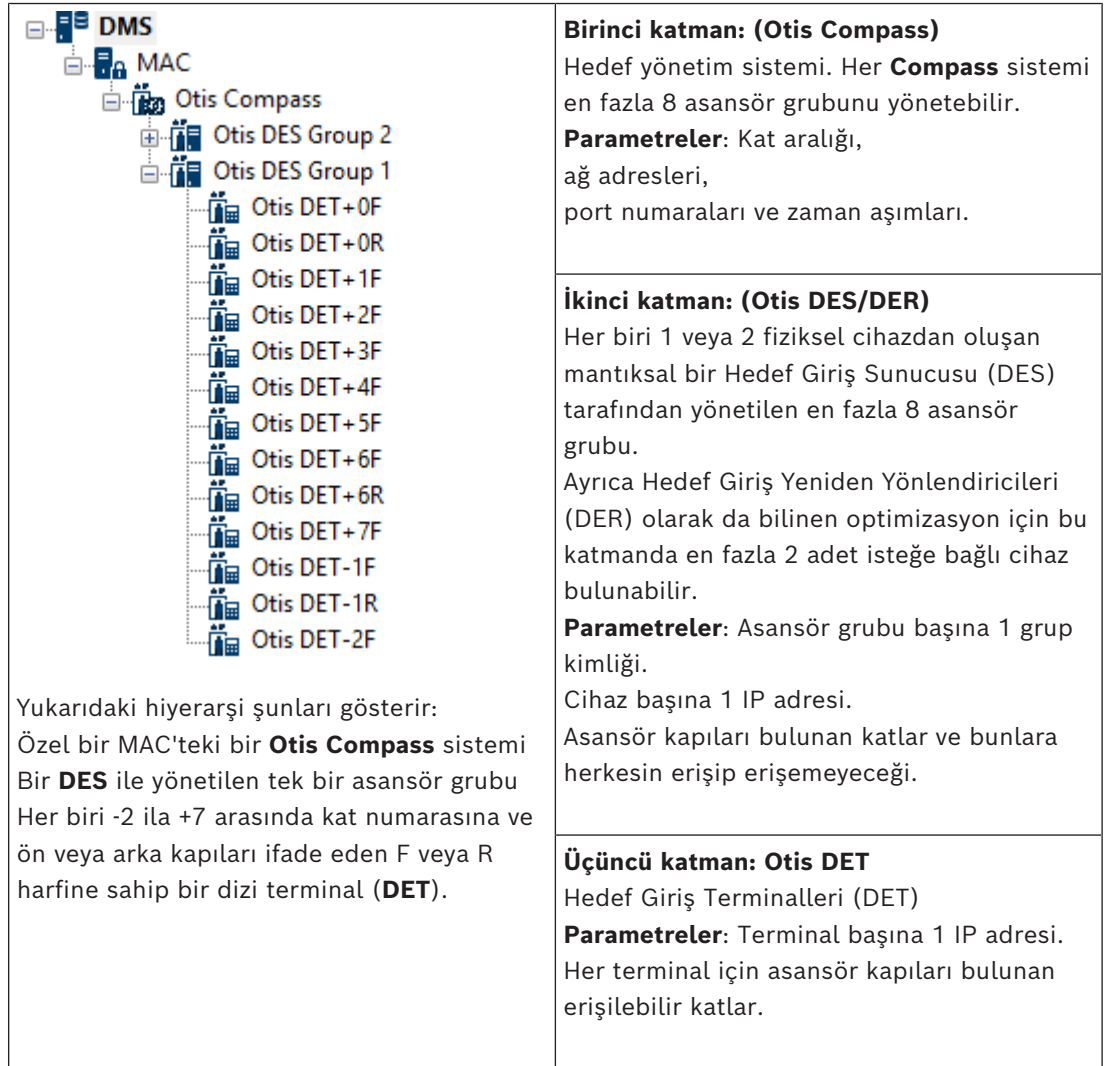 DMS
MAC
Otis Compass
Otis DES Group 2
Otis DES Group 1
Otis DET+0F
Otis DET+0R
Otis DET+1F
Otis DET+2F
Otis DET+3F
Otis DET+4F
Otis DET+5F
Otis DET+6F
Otis DET+6R
Otis DET+7F
Otis DET-1F
Otis DET-1R
Otis DET-2F
Yukarıdaki hiyerarşi şunları gösterir:
Özel bir MAC'teki bir Otis Compass sistemi
Bir DES ile yönetilen tek bir asansör grubu
Her biri -2 ila +7 arasında kat numarasına ve
ön veya arka kapıları ifade eden F veya R
harfine sahip bir dizi terminal (DET).
Birinci katman: (Otis Compass)
Hedef yönetim sistemi. Her Compass sistemi
en fazla 8 asansör grubunu yönetebilir.
Parametreler: Kat aralığı,
ağ adresleri,
port numaraları ve zaman aşımları.
İkinci katman: (Otis DES/DER)
Her biri 1 veya 2 fiziksel cihazdan oluşan
mantıksal bir Hedef Giriş Sunucusu (DES)
tarafından yönetilen en fazla 8 asansör
grubu.
Ayrıca Hedef Giriş Yeniden Yönlendiricileri
(DER) olarak da bilinen optimizasyon için bu
katmanda en fazla 2 adet isteğe bağlı cihaz
bulunabilir.
Parametreler: Asansör grubu başına 1 grup
kimliği.
Cihaz başına 1 IP adresi.
Asansör kapıları bulunan katlar ve bunlara
herkesin erişip erişemeyeceği.
Üçüncü katman: Otis DET
Hedef Giriş Terminalleri (DET)
Parametreler: Terminal başına 1 IP adresi.
Her terminal için asansör kapıları bulunan
erişilebilir katlar.